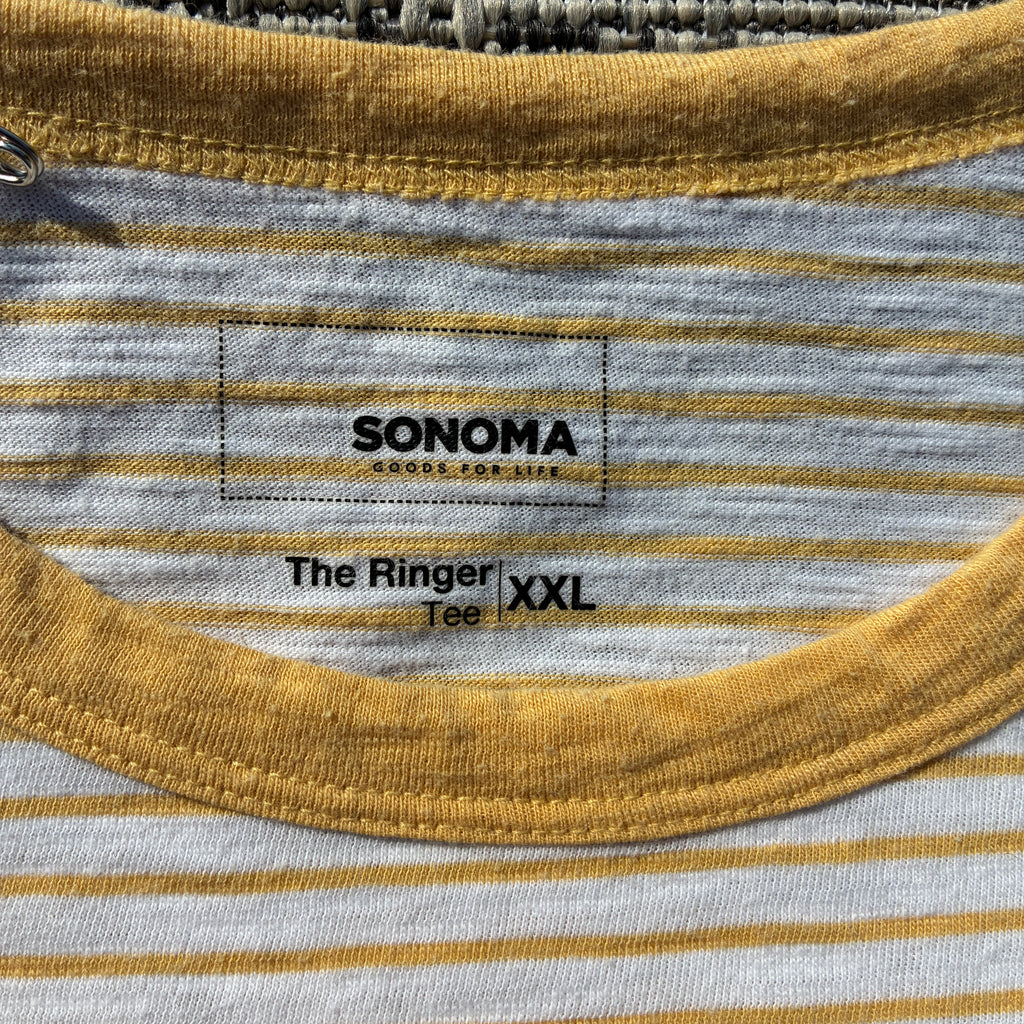 SONOMA
GOODS FOR LIFE
The Ringer
Tee
XXL